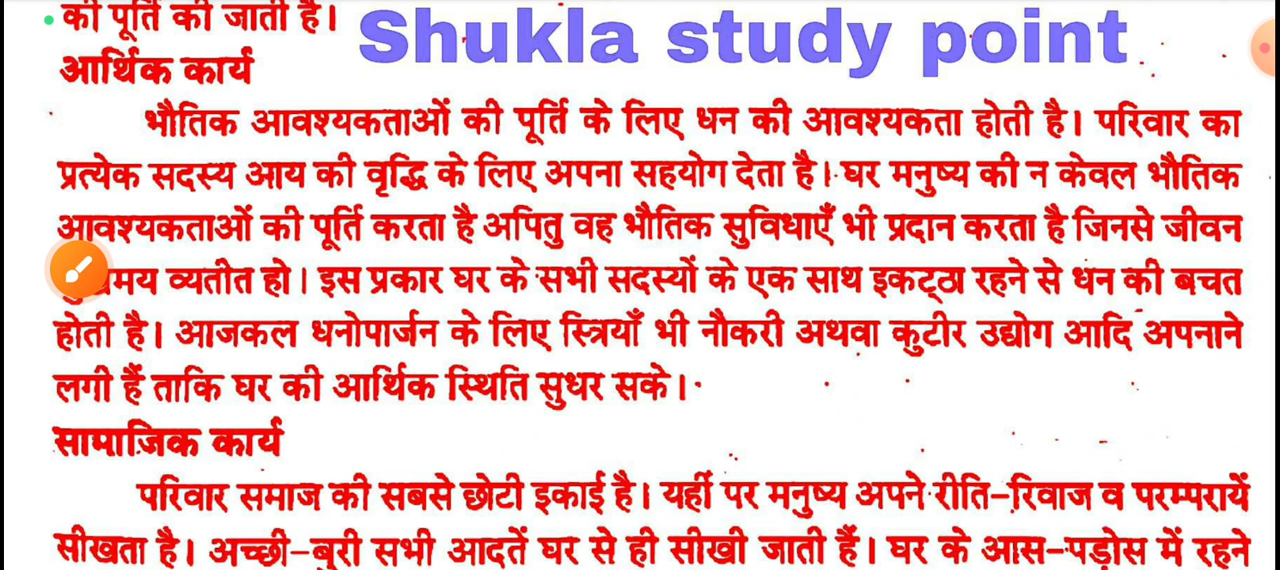 की पूर्ति की जाती है।
Shukla study point
आर्थिक कार्य
भौतिक आवश्यकताओं की पूर्ति के लिए धन की आवश्यकता होती है। परिवार का
प्रत्येक सदस्य आय की वृद्धि के लिए अपना सहयोग देता है। घर मनुष्य की न केवल भौतिक
आवश्यकताओं की पूर्ति करता है अपितु वह भौतिक सुविधाएँ भी प्रदान करता है जिनसे जीवन
व्यतीत हो। इस प्रकार घर के सभी सदस्यों के एक साथ इकट्ठा रहने से धन की बचत
होती है। आजकल धनोपार्जन के लिए स्त्रियाँ भी नौकरी अथवा कुटीर उद्योग आदि अपनाने
लगी हैं ताकि घर की आर्थिक स्थिति सुधर सके।
सामाजिक कार्य
परिवार समाज की सबसे छोटी इकाई है। यहीं पर मनुष्य अपने रीति-रिवाज व परम्परायें
सीखता है। अच्छी-बुरी सभी आदतें घर से ही सीखी जाती हैं। घर के आस-पड़ोस में रहने